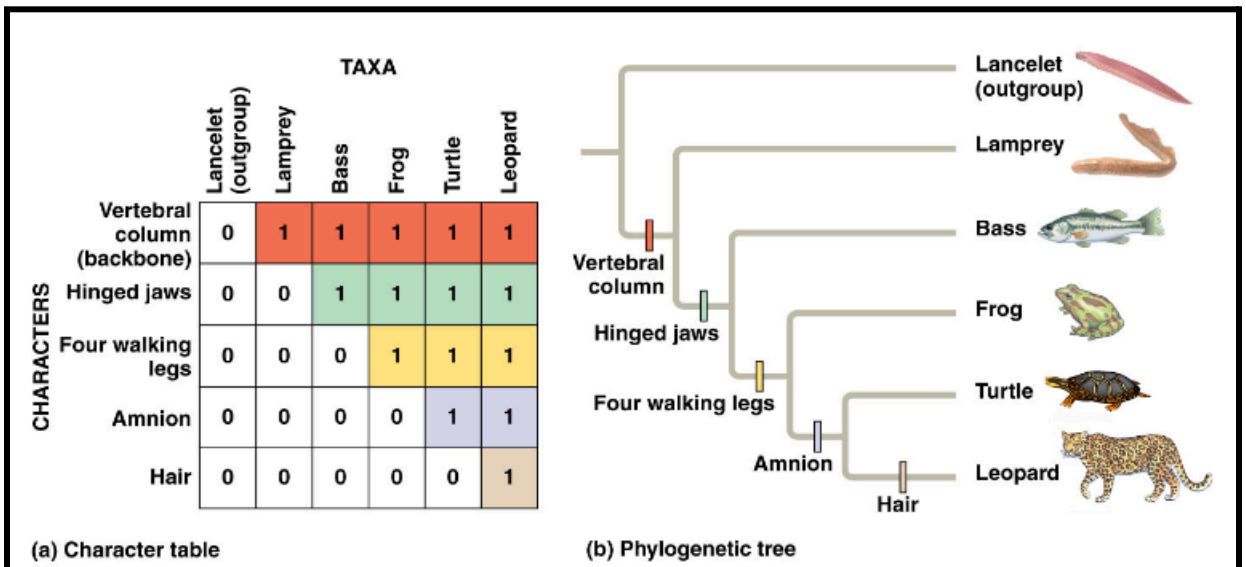 TAXA
Lancelet
(outgroup)
Lamprey
Bass
Frog
Turtle
Leopard
CHARACTERS
Vertebral
column
(backbone)
0 1 1 1 1 1
Hinged jaws
0 0 1 1 1 1
Four walking
legs
0 0 0 1 1 1
Amnion
0 0 0 0 1 1
Hair
0 0 0 0 0 1
(a) Character table
Lancelet
(outgroup)
Lamprey
Bass
Frog
Turtle
Leopard
Vertebral
column
Hinged jaws
Four walking legs
Amnion
Hair
(b) Phylogenetic tree